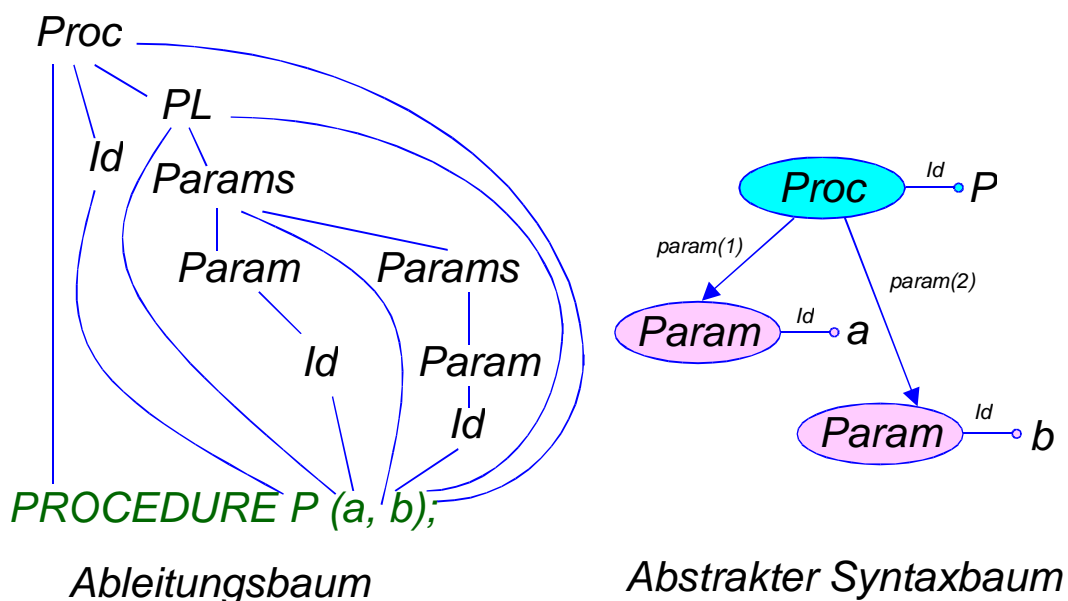 Proc
PL
Id
Params
Param
Params
Id
Param
Id
PROCEDURE P (a, b);
Ableitungsbaum
Proc
Id
P
param(1)
param(2)
Param
Id
a
Param
Id
b
Abstrakter Syntaxbaum